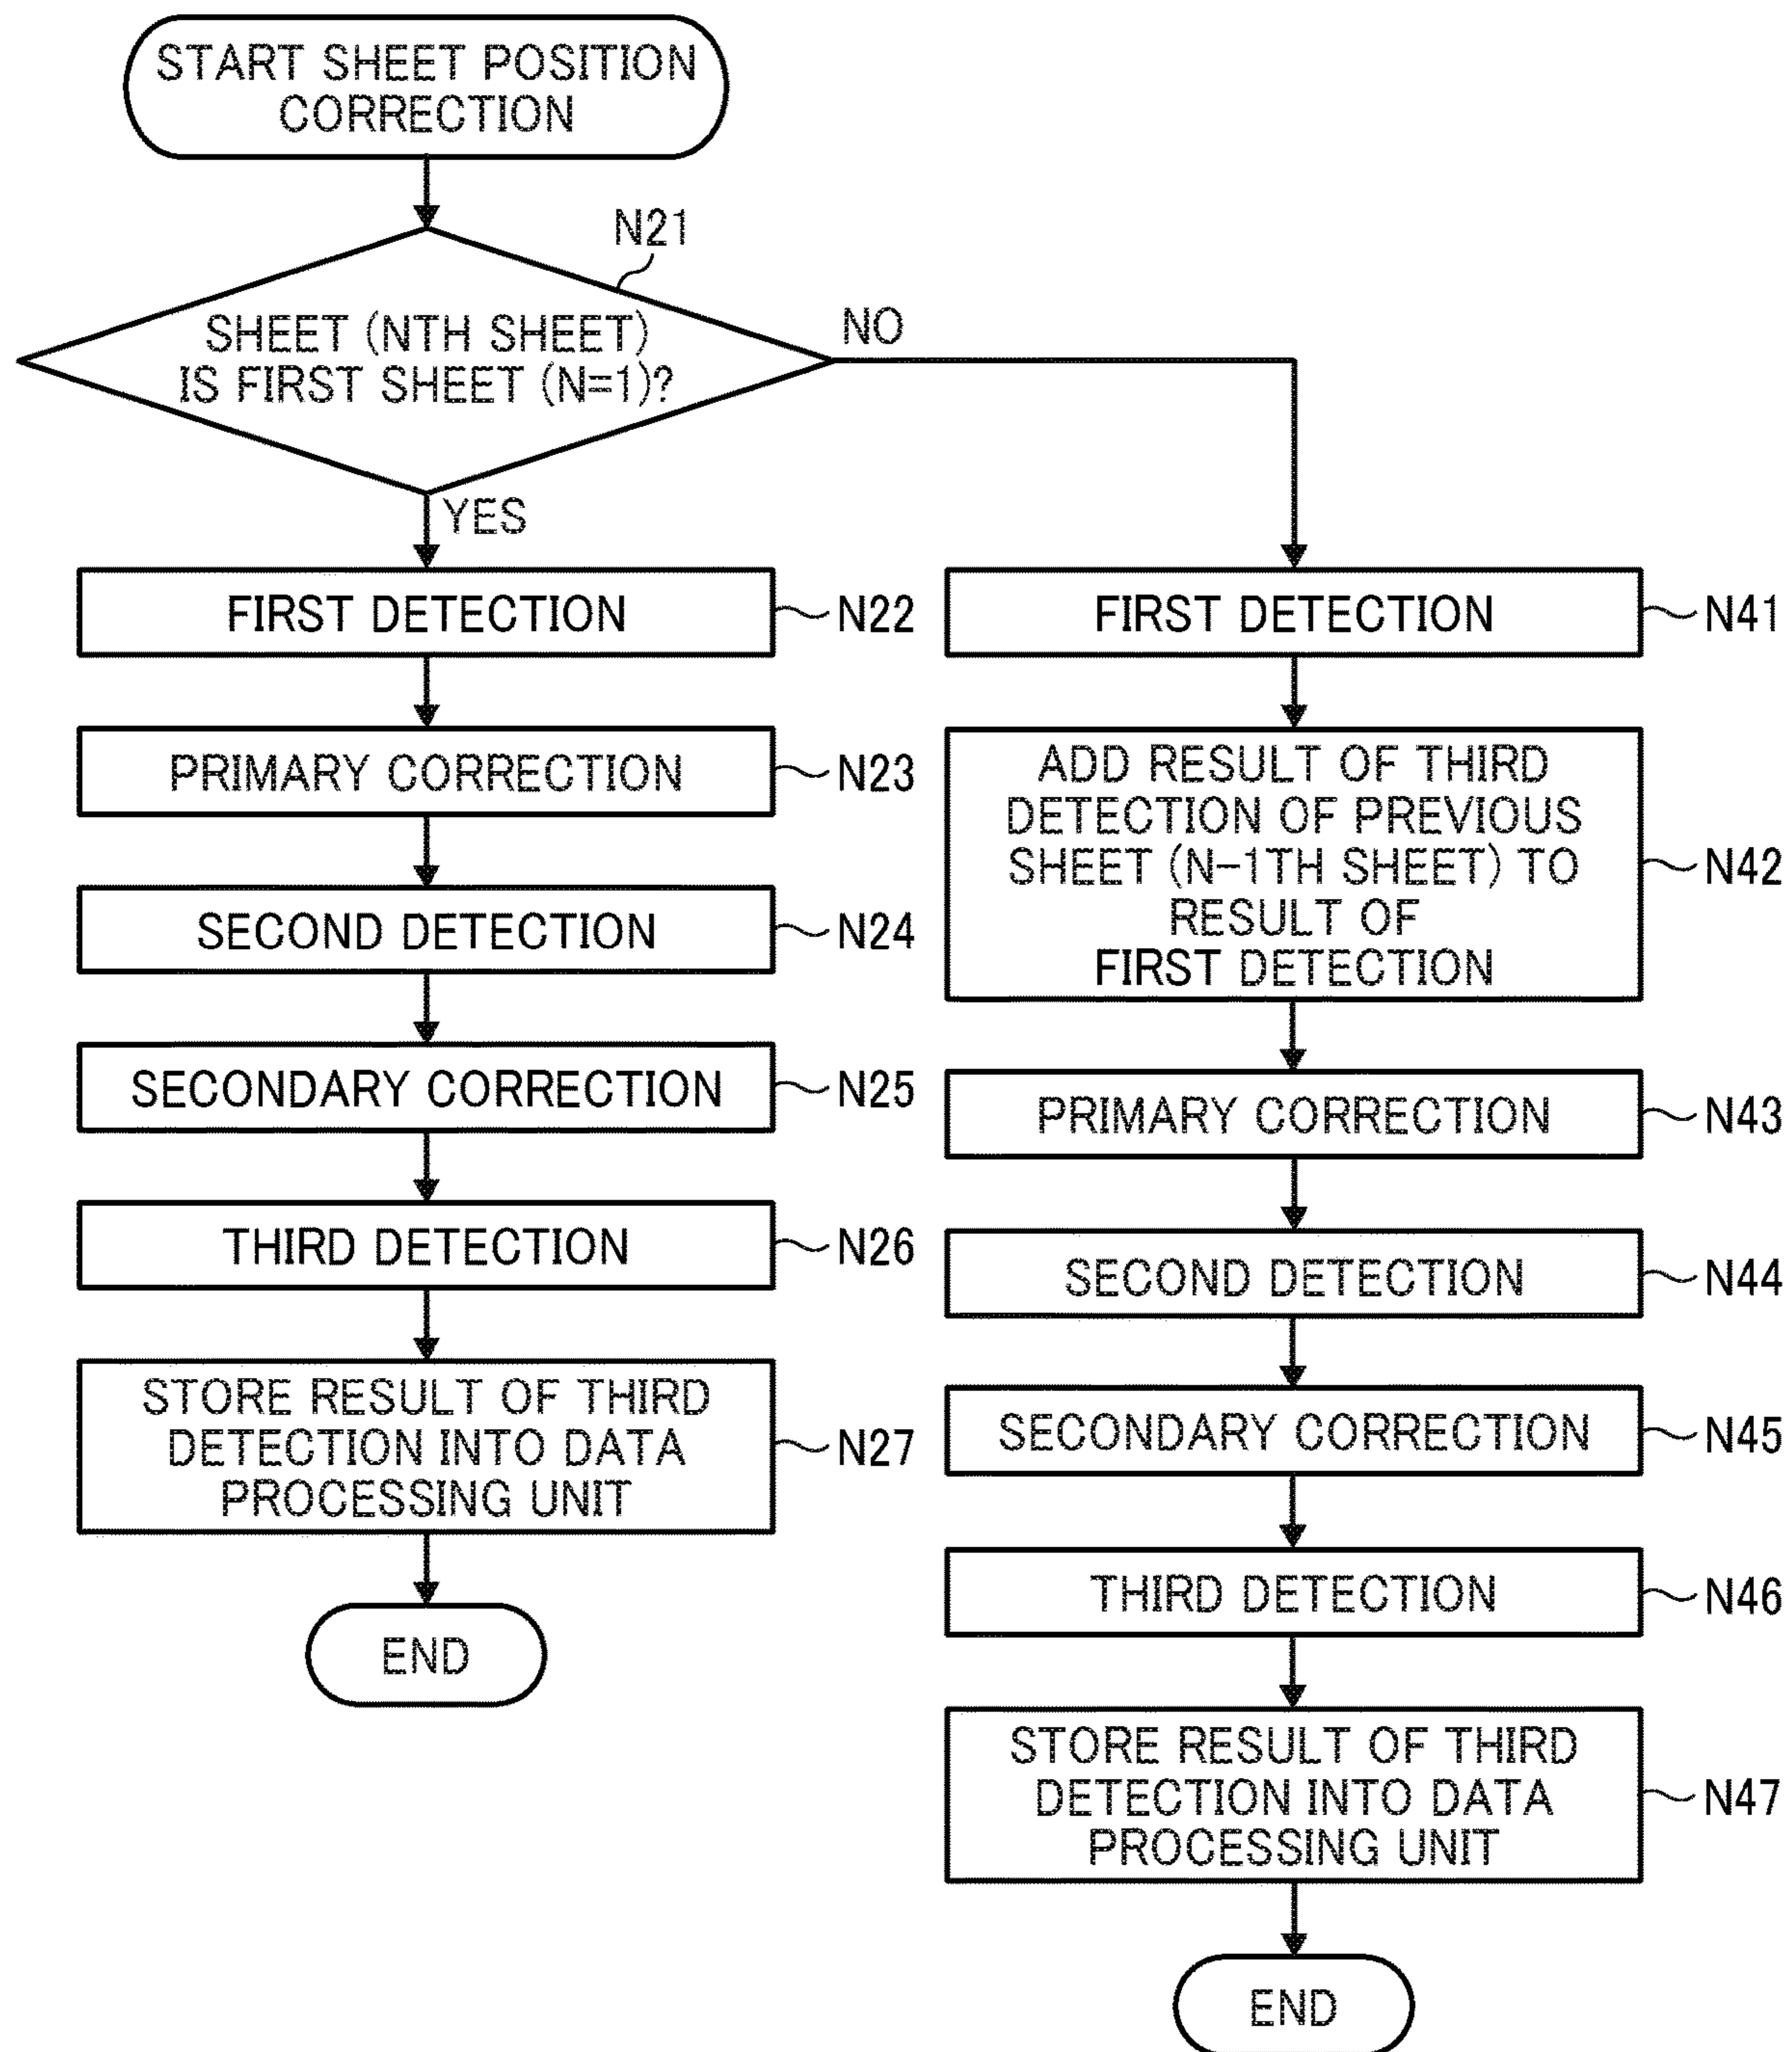 START SHEET POSITION
CORRECTION
N21
SHEET (NTH SHEET)
IS FIRST SHEET (N=1)?
NO
YES
FIRST DETECTION
N22
PRIMARY CORRECTION
N23
SECOND DETECTION
N24
SECONDARY CORRECTION
N25
THIRD DETECTION
N26
STORE RESULT OF THIRD
DETECTION INTO DATA
PROCESSING UNIT
N27
END
FIRST DETECTION
N41
ADD RESULT OF THIRD
DETECTION OF PREVIOUS
SHEET (N-1TH SHEET) TO
RESULT OF
FIRST DETECTION
N42
PRIMARY CORRECTION
N43
SECOND DETECTION
N44
SECONDARY CORRECTION
N45
THIRD DETECTION
N46
STORE RESULT OF THIRD
DETECTION INTO DATA
PROCESSING UNIT
N47
END